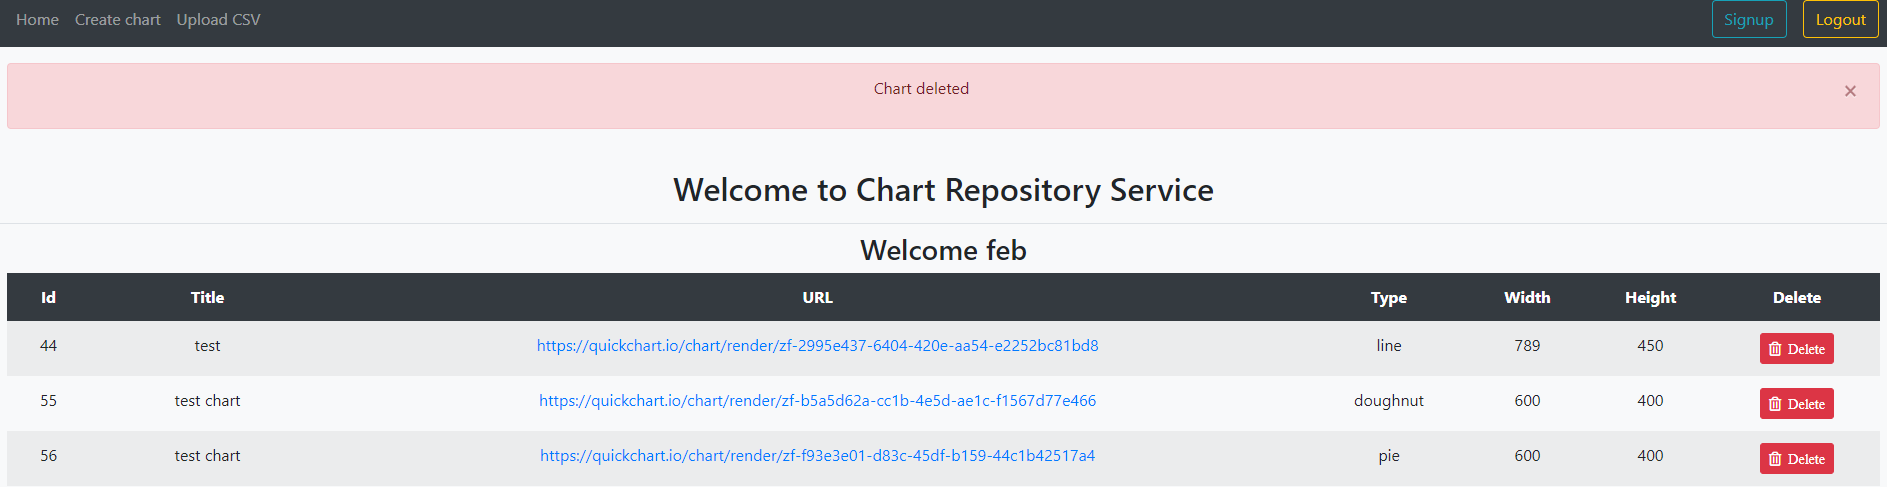 Home Create chart Upload CSV Signup Logout
Chart deleted ×
Welcome to Chart Repository Service
Welcome feb
Id Title URL Type Width Height Delete
44 test https://quickchart.io/chart/render/zf-2995e437-6404-420e-aa54-e2252bc81bd8 line 789 450 Delete
55 test chart https://quickchart.io/chart/render/zf-b5a5d62a-cc1b-4e5d-ae1c-f1567d77e466 doughnut 600 400 Delete
56 test chart https://quickchart.io/chart/render/zf-f93e3e01-d83c-45df-b159-44c1b42517a4 pie 600 400 Delete